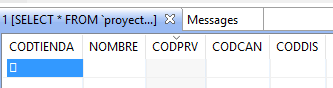 1 [SELECT * FROM `proyect...] Messages
CODTIENDA NOMBRE CODPRV CODCAN CODDIS